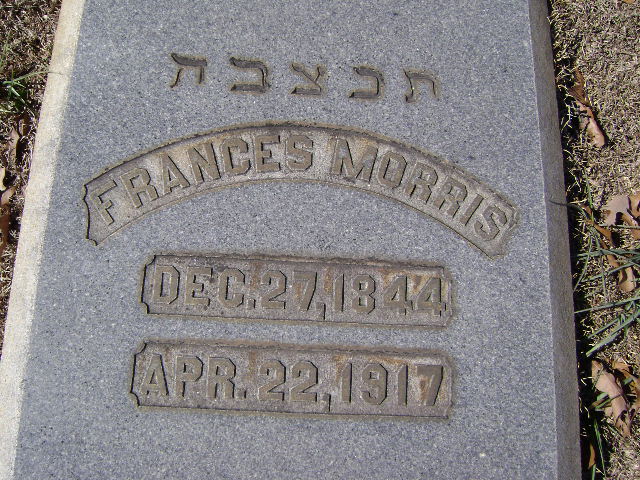 תנצבה
FRANCES MORRIS
DEC. 27, 1844
APR. 22, 1917